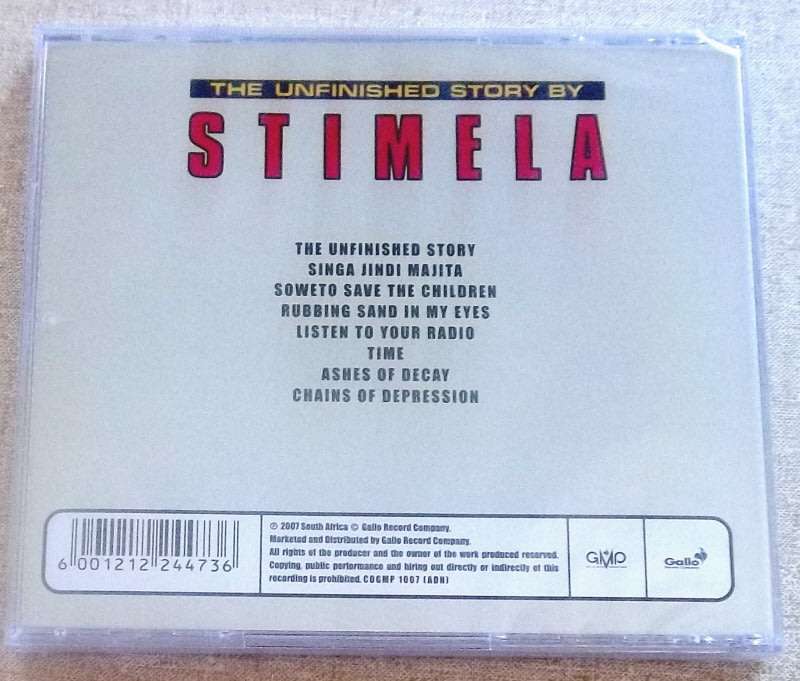 THE UNFINISHED STORY BY
STIMELA
THE UNFINISHED STORY
SINGA JINDI MAJITA
SOWETO SAVE THE CHILDREN
RUBBING SAND IN MY EYES
LISTEN TO YOUR RADIO
TIME
ASHES OF DECAY
CHAINS OF DEPRESSION
6 001212 244736
℗ 2007 South Africa © Gallo Record Company.
Marketed and Distributed by Gallo Record Company.
All rights of the producer and the owner of the work produced reserved.
Copying, public performance and hiring out directly or indirectly of this
recording is prohibited. CDGMP 1007 (ADN)
GMP
Gallo